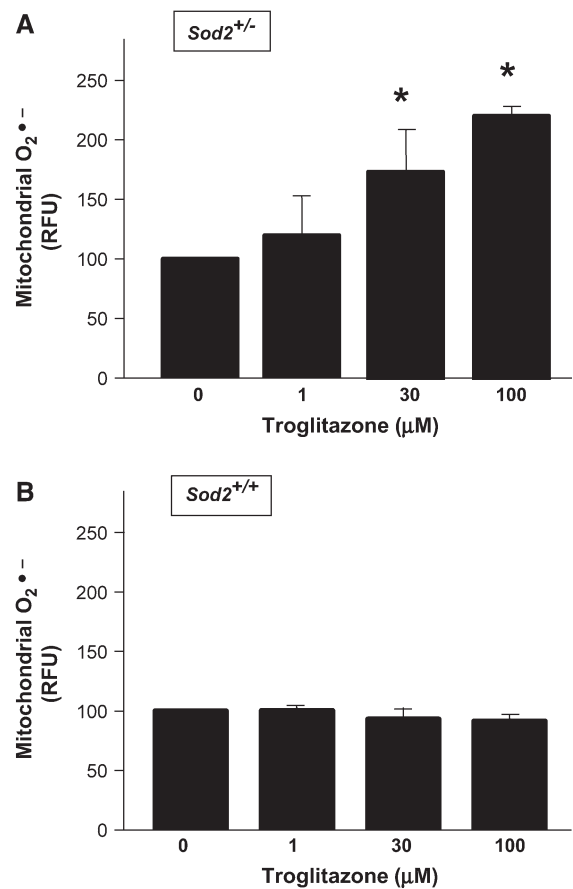 A
Sod2+/-
Mitochondrial O2•−
(RFU)
250
200
150
100
50
0
*
*
0 1 30 100
Troglitazone (μM)
B
Sod2+/+
Mitochondrial O2•−
(RFU)
250
200
150
100
50
0
0 1 30 100
Troglitazone (μM)